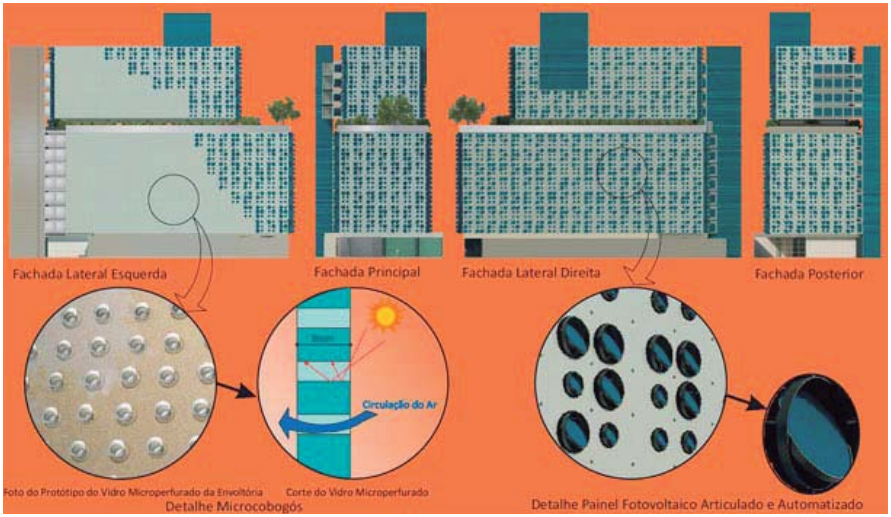 Fachada Lateral Esquerda
Fachada Principal
Fachada Lateral Direita
Fachada Posterior
Circulação do Ar
Foto do Protótipo do Vidro Microperfurado da Envoltória
Corte do Vidro Microperfurado
Detalhe Microcobogós
Detalhe Painel Fotovoltaico Articulado e Automatizado